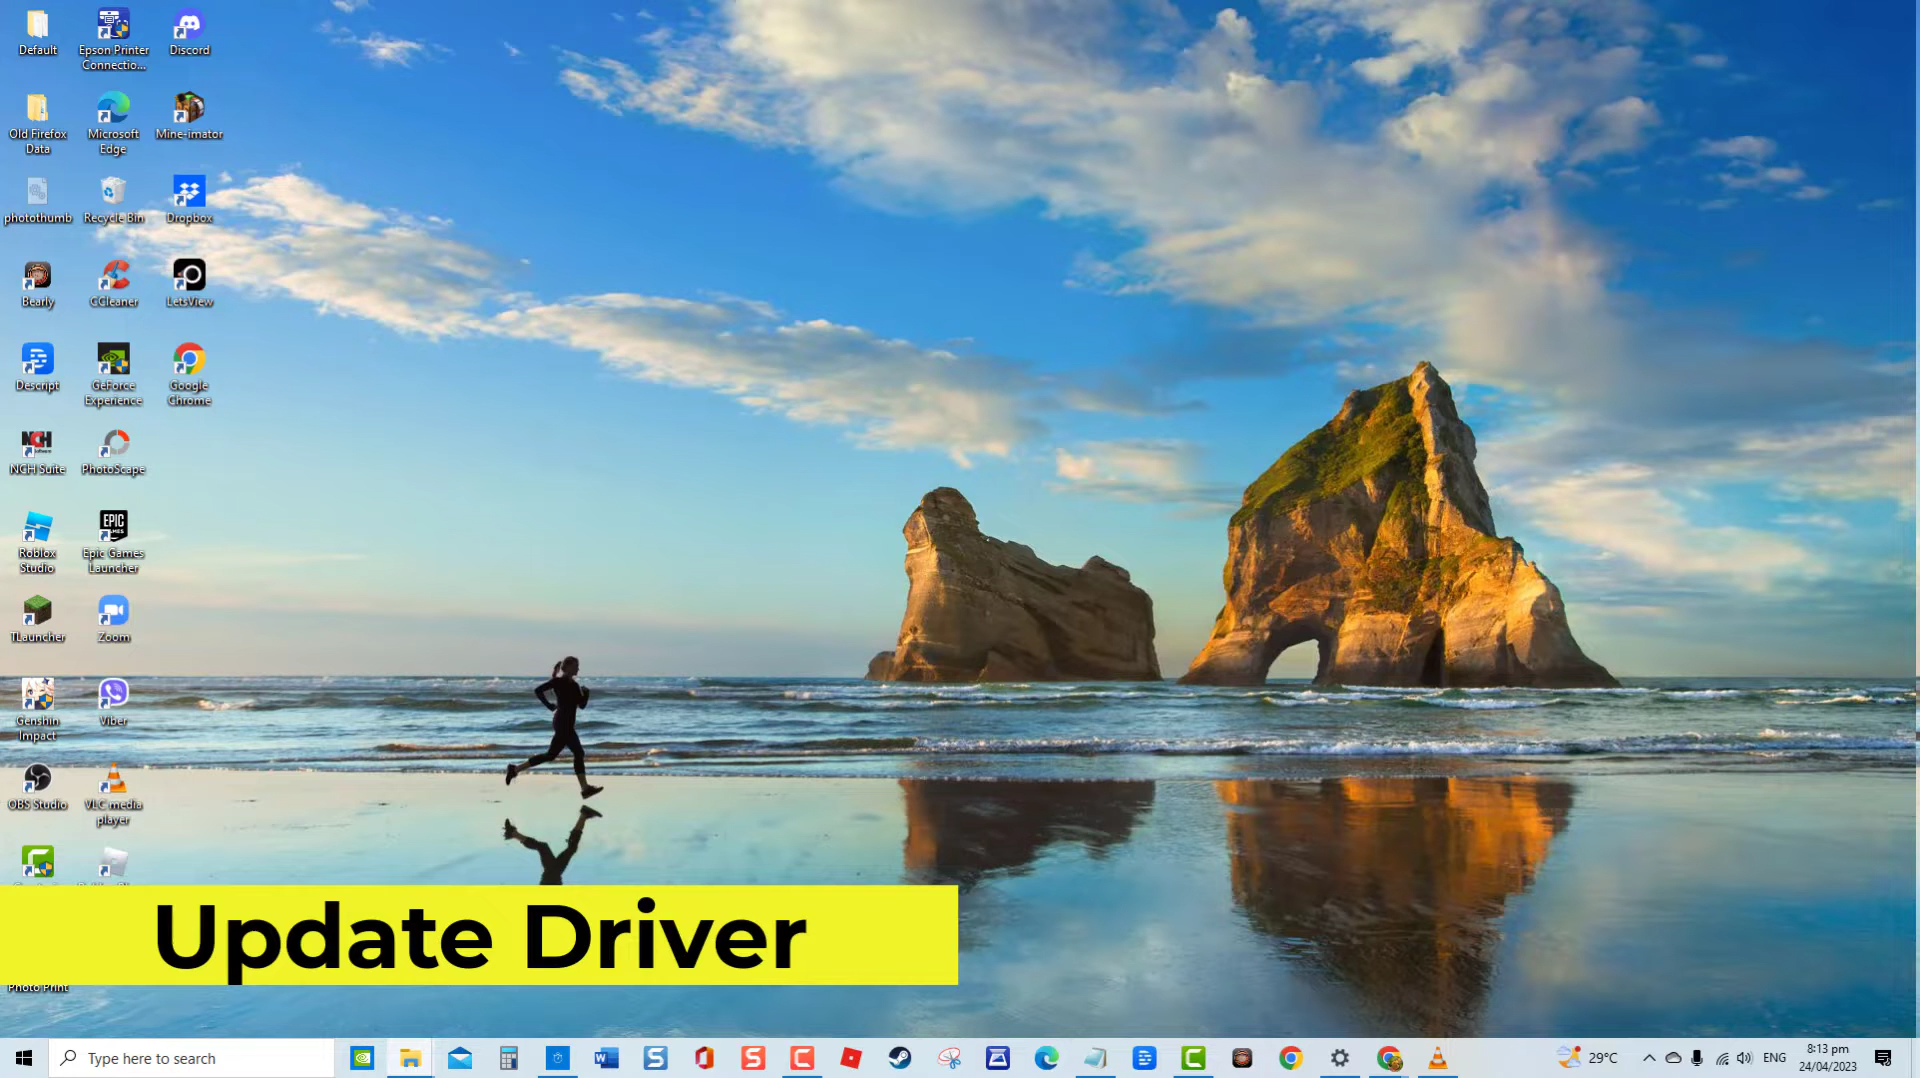 Default
Epson Printer
Connectio...
Discord
Old Firefox
Data
Microsoft
Edge
Mine-imator
photothumb
Recycle Bin
Dropbox
Bearly
CCleaner
LetsView
Descript
GeForce
Experience
Google
Chrome
NCH
NCH Suite
PhotoScape
Roblox
Studio
EPIC
GAMES
Epic Games
Launcher
TLauncher
Zoom
Genshin
Impact
Viber
OBS Studio
VLC media
player
Update Driver
Photo Print
Type here to search
29°C
ENG
8:13 pm
24/04/2023